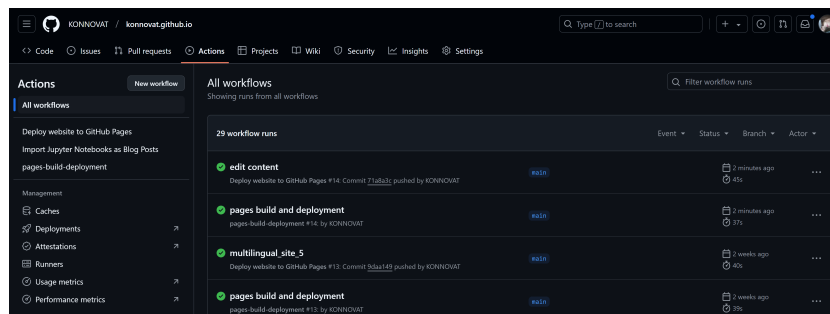 KONNOVAT / konnovat.github.io
Type / to search
Code Issues Pull requests Actions Projects Wiki Security Insights Settings
Actions
New workflow
All workflows
Deploy website to GitHub Pages
Import Jupyter Notebooks as Blog Posts
pages-build-deployment
Management
Caches
Deployments
Attestations
Runners
Usage metrics
Performance metrics
All workflows
Showing runs from all workflows
Filter workflow runs
29 workflow runs
Event Status Branch Actor
edit content
Deploy website to GitHub Pages #14: Commit 71a8a3c pushed by KONNOVAT
main
2 minutes ago
45s
pages build and deployment
pages-build-deployment #14: by KONNOVAT
main
2 minutes ago
37s
multilingual_site_5
Deploy website to GitHub Pages #13: Commit 9daa149 pushed by KONNOVAT
main
2 weeks ago
40s
pages build and deployment
pages-build-deployment #13: by KONNOVAT
main
2 weeks ago
39s